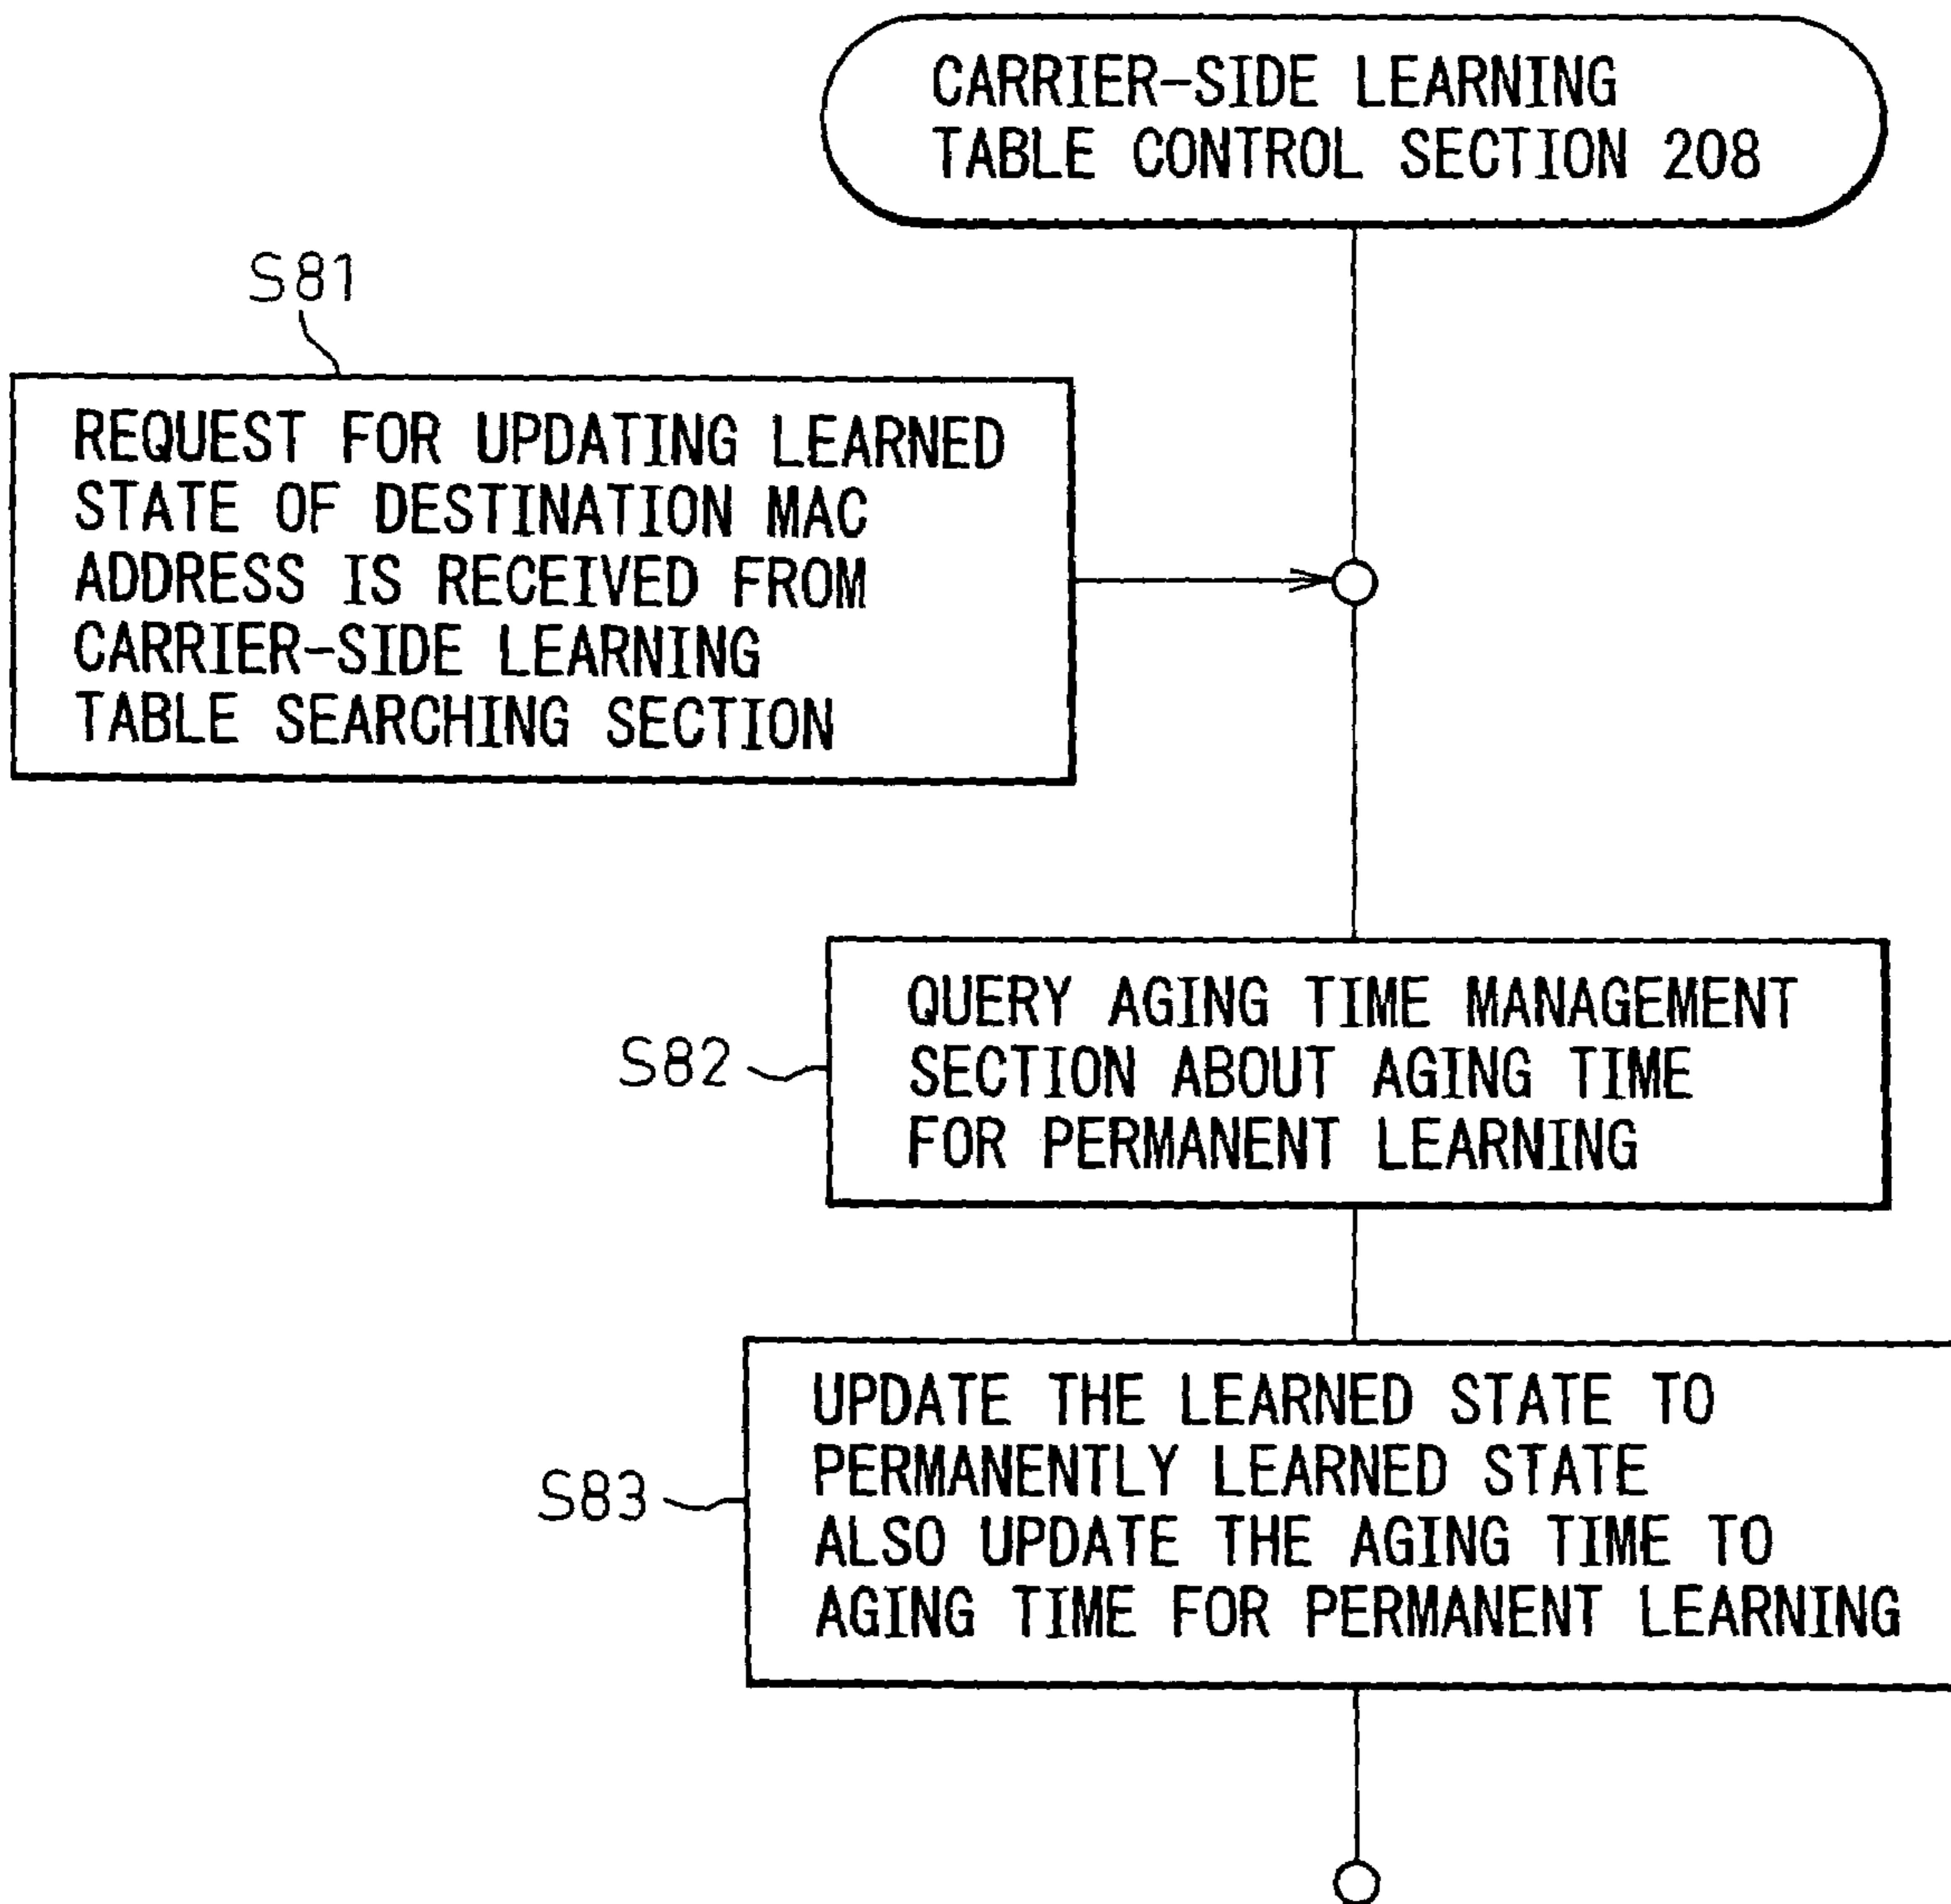 CARRIER-SIDE LEARNING
TABLE CONTROL SECTION 208
S81
REQUEST FOR UPDATING LEARNED
STATE OF DESTINATION MAC
ADDRESS IS RECEIVED FROM
CARRIER-SIDE LEARNING
TABLE SEARCHING SECTION
S82
QUERY AGING TIME MANAGEMENT
SECTION ABOUT AGING TIME
FOR PERMANENT LEARNING
S83
UPDATE THE LEARNED STATE TO
PERMANENTLY LEARNED STATE
ALSO UPDATE THE AGING TIME TO
AGING TIME FOR PERMANENT LEARNING